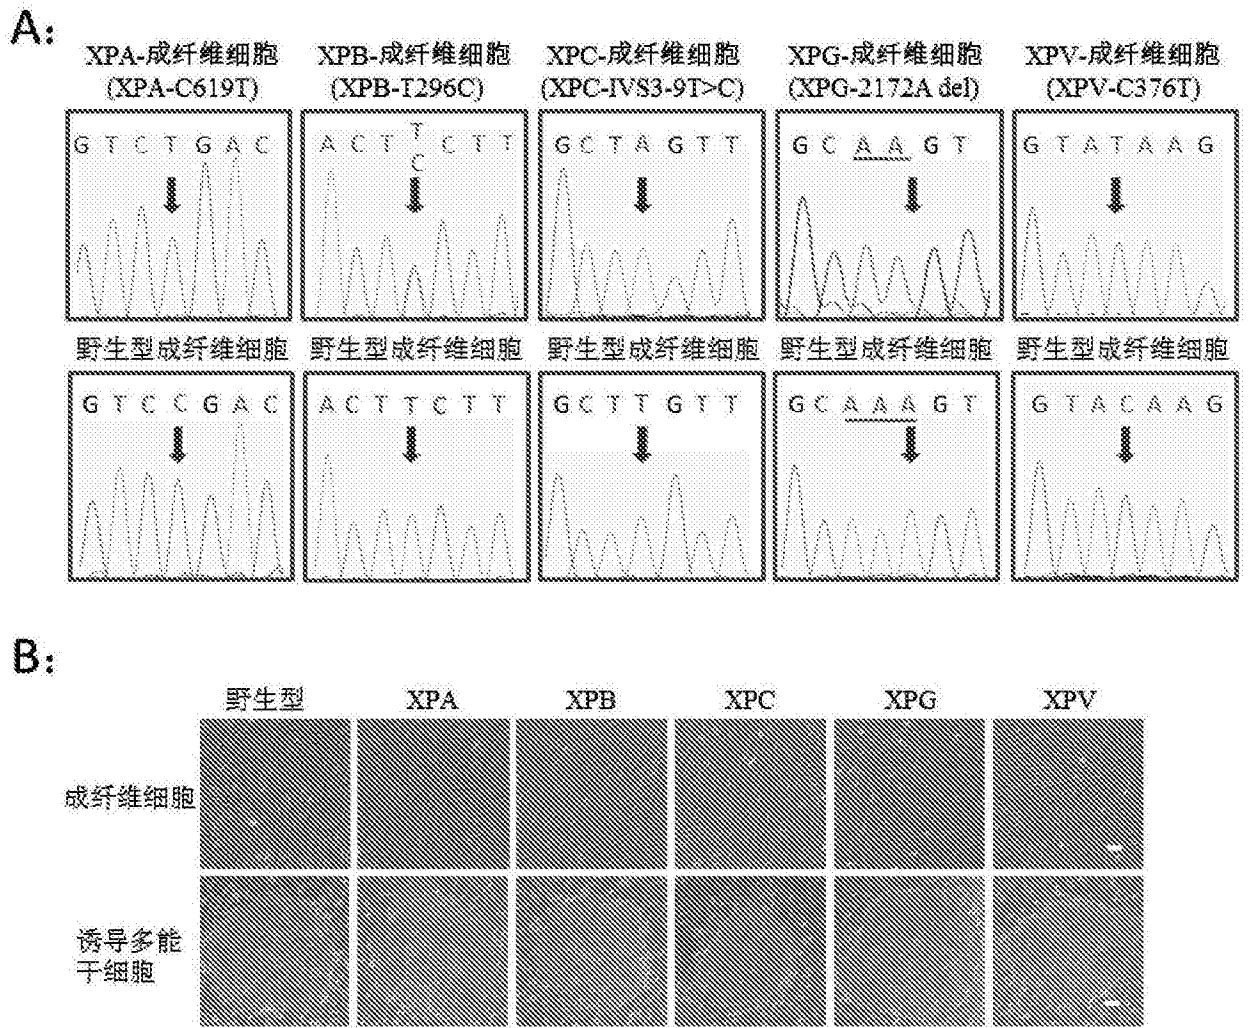 A:
XPA-成纤维细胞 XPB-成纤维细胞 XPC-成纤维细胞 XPG-成纤维细胞 XPV-成纤维细胞
(XPA-C619T) (XPB-T296C) (XPC-IVS3-9T>C) (XPG-2172A del) (XPV-C376T)
T
G T C T G A C A C T C T T G C T A G T T G C A A G T G T A T A A G
C
野生型成纤维细胞 野生型成纤维细胞 野生型成纤维细胞 野生型成纤维细胞 野生型成纤维细胞
G T C C G A C A C T T C T T G C T T G T T G C A A A G T G T A C A A G
B:
野生型 XPA XPB XPC XPG XPV
成纤维细胞
诱导多能
干细胞